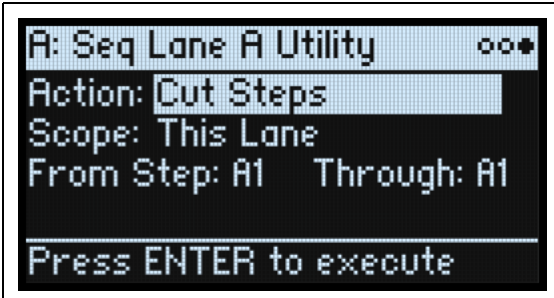 A: Seq Lane A Utility
Action: Cut Steps
Scope: This Lane
From Step: A1 Through: A1
Press ENTER to execute